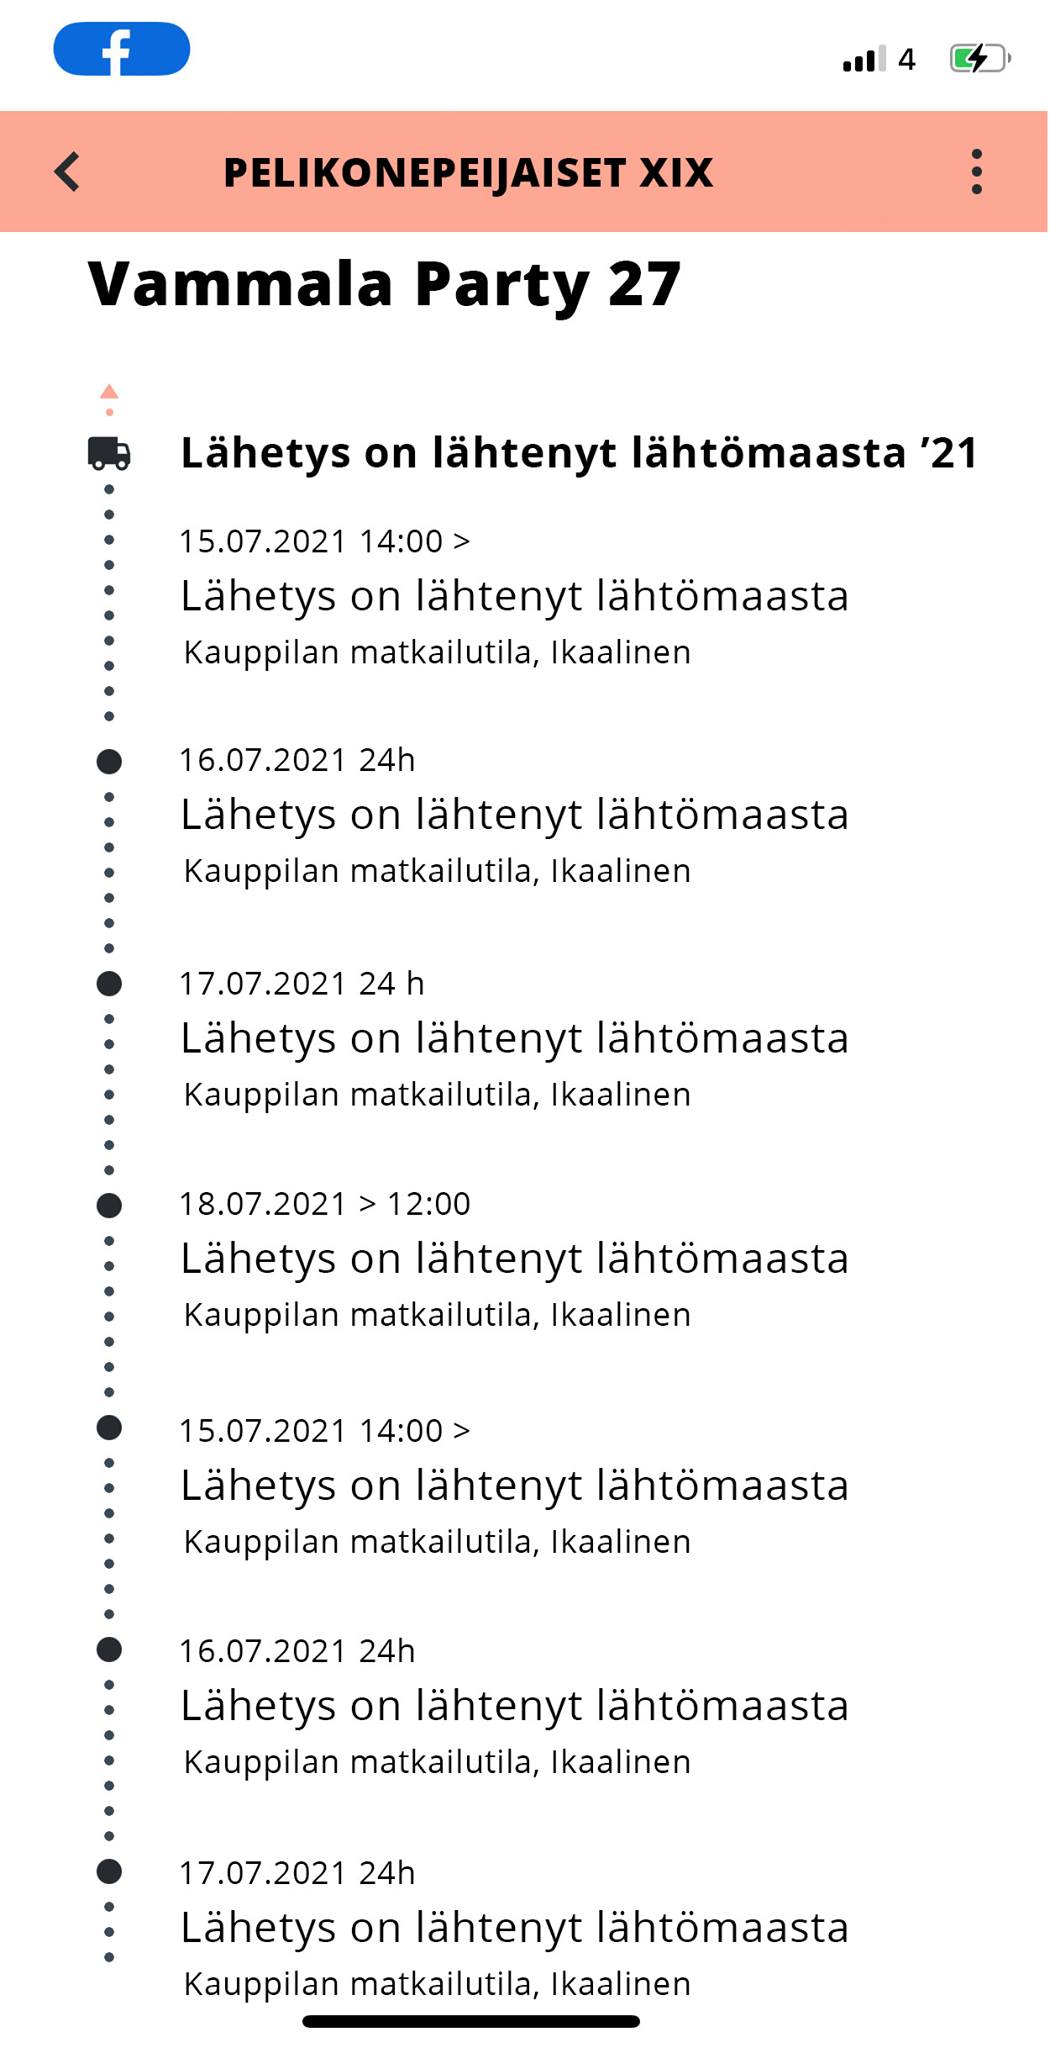 4
PELIKONEPEIJAISET XIX
Vammala Party 27
Lähetys on lähtenyt lähtömaasta ’21
15.07.2021 14:00 >
Lähetys on lähtenyt lähtömaasta
Kauppilan matkailutila, Ikaalinen
16.07.2021 24h
Lähetys on lähtenyt lähtömaasta
Kauppilan matkailutila, Ikaalinen
17.07.2021 24 h
Lähetys on lähtenyt lähtömaasta
Kauppilan matkailutila, Ikaalinen
18.07.2021 > 12:00
Lähetys on lähtenyt lähtömaasta
Kauppilan matkailutila, Ikaalinen
15.07.2021 14:00 >
Lähetys on lähtenyt lähtömaasta
Kauppilan matkailutila, Ikaalinen
16.07.2021 24h
Lähetys on lähtenyt lähtömaasta
Kauppilan matkailutila, Ikaalinen
17.07.2021 24h
Lähetys on lähtenyt lähtömaasta
Kauppilan matkailutila, Ikaalinen